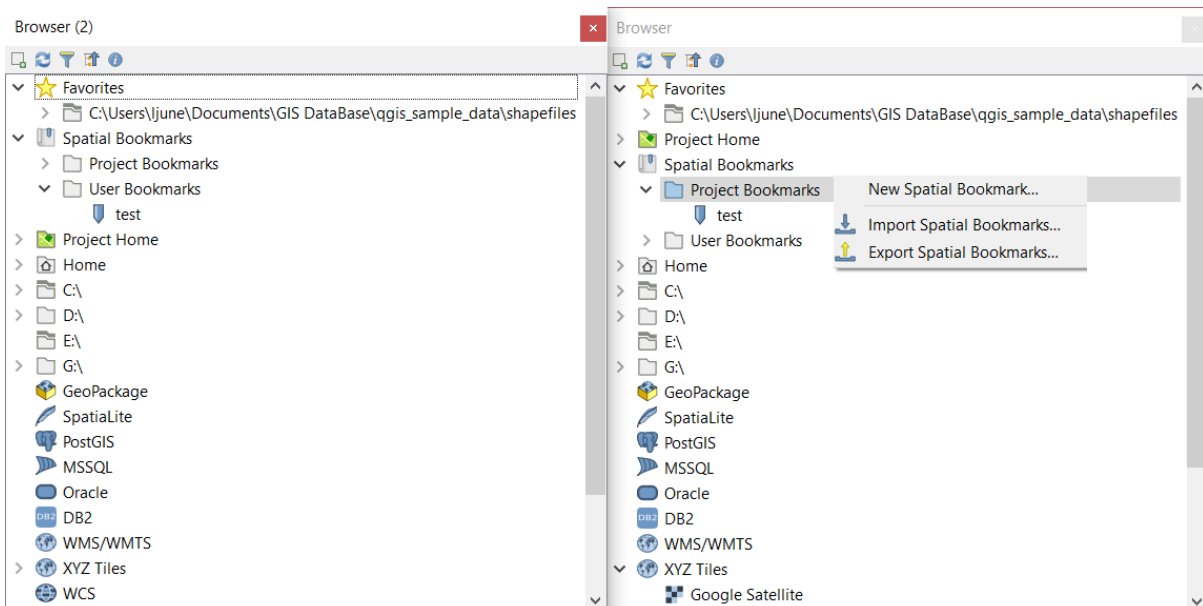 Browser (2)
Favorites
C:\Users\ljune\Documents\GIS DataBase\qgis_sample_data\shapefiles
Spatial Bookmarks
Project Bookmarks
User Bookmarks
test
Project Home
Home
C:\
D:\
E:\
G:\
GeoPackage
SpatiaLite
PostGIS
MSSQL
Oracle
DB2 DB2
WMS/WMTS
XYZ Tiles
WCS
Browser
Favorites
C:\Users\ljune\Documents\GIS DataBase\qgis_sample_data\shapefiles
Project Home
Spatial Bookmarks
Project Bookmarks
test
User Bookmarks
Home
C:\
D:\
E:\
G:\
GeoPackage
SpatiaLite
PostGIS
MSSQL
Oracle
DB2 DB2
WMS/WMTS
XYZ Tiles
Google Satellite
New Spatial Bookmark...
Import Spatial Bookmarks...
Export Spatial Bookmarks...